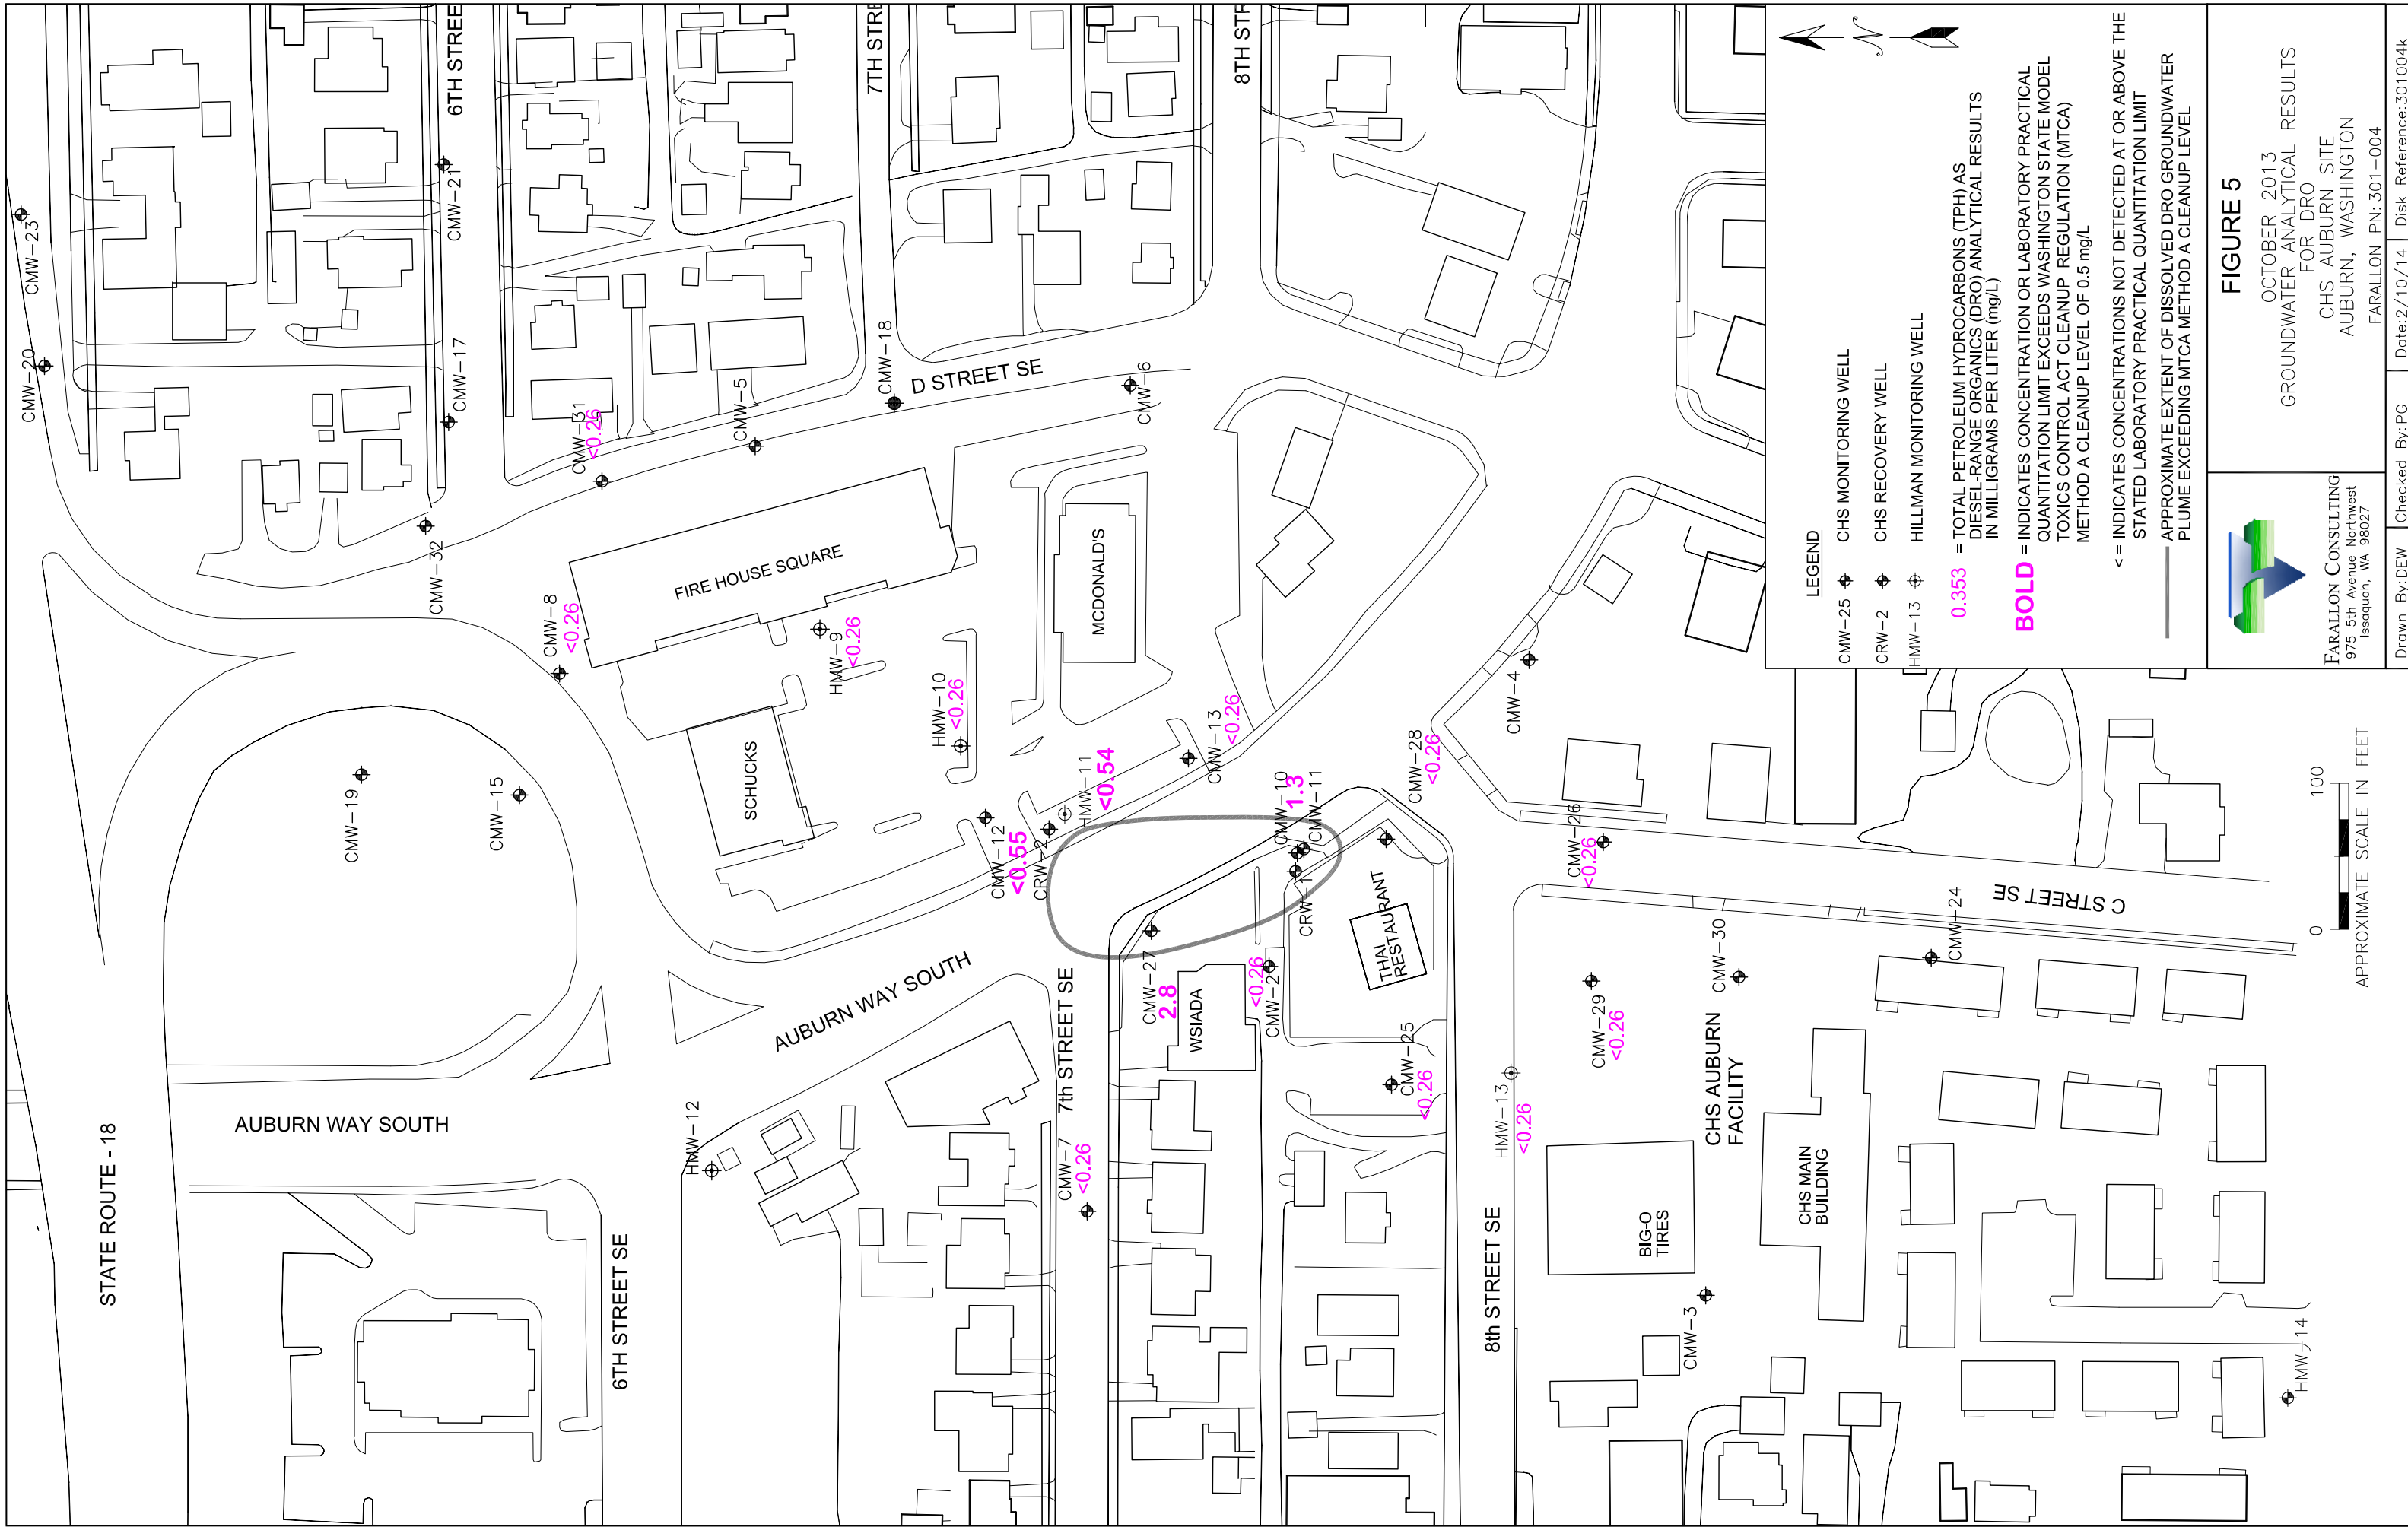 STATE ROUTE - 18
AUBURN WAY SOUTH
6TH STREET SE
AUBURN WAY SOUTH
7th STREET SE
8th STREET SE
C STREET SE
D STREET SE
6TH STREE
7TH STRE
8TH STR
CMW-23
CMW-20
CMW-21
CMW-17
CMW-32
CMW-31
<0.26
CMW-5
CMW-18
CMW-6
CMW-8
<0.26
FIRE HOUSE SQUARE
HMW-9
<0.26
MCDONALD'S
SCHUCKS
HMW-10
<0.26
CMW-19
CMW-15
CMW-12
<0.55
CRW-2
HMW-11
<0.54
CMW-13
<0.26
CMW-10
1.3
CMW-11
CRW-1
CMW-28
<0.26
CMW-4
CMW-26
<0.26
THAI
RESTAURANT
CMW-27
2.8
WSIADA
<0.26
CMW-2
CMW-25
<0.26
HMW-12
CMW-7
<0.26
HMW-13
<0.26
CMW-29
<0.26
CMW-30
CMW-24
CHS AUBURN
FACILITY
CHS MAIN
BUILDING
BIG-O
TIRES
CMW-3
HMW-14
0 100
APPROXIMATE SCALE IN FEET
N
LEGEND
CMW-25 CHS MONITORING WELL
CRW-2 CHS RECOVERY WELL
HMW-13 HILLMAN MONITORING WELL
0.353 = TOTAL PETROLEUM HYDROCARBONS (TPH) AS
DIESEL-RANGE ORGANICS (DRO) ANALYTICAL RESULTS
IN MILLIGRAMS PER LITER (mg/L)
BOLD = INDICATES CONCENTRATION OR LABORATORY PRACTICAL
QUANTITATION LIMIT EXCEEDS WASHINGTON STATE MODEL
TOXICS CONTROL ACT CLEANUP REGULATION (MTCA)
METHOD A CLEANUP LEVEL OF 0.5 mg/L
< = INDICATES CONCENTRATIONS NOT DETECTED AT OR ABOVE THE
STATED LABORATORY PRACTICAL QUANTITATION LIMIT
APPROXIMATE EXTENT OF DISSOLVED DRO GROUNDWATER
PLUME EXCEEDING MTCA METHOD A CLEANUP LEVEL
FARALLON CONSULTING
975 5th Avenue Northwest
Issaquah, WA 98027
FIGURE 5
OCTOBER 2013
GROUNDWATER ANALYTICAL RESULTS
FOR DRO
CHS AUBURN SITE
AUBURN, WASHINGTON
FARALLON PN: 301-004
Drawn By: DEW Checked By: PG Date: 2/10/14 Disk Reference: 301004k